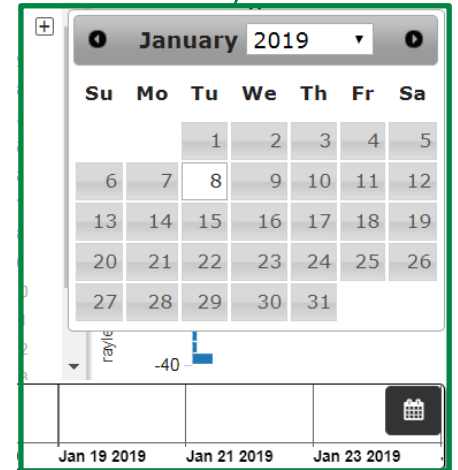 January 2019
Su Mo Tu We Th Fr Sa
1 2 3 4 5
6 7 8 9 10 11 12
13 14 15 16 17 18 19
20 21 22 23 24 25 26
27 28 29 30 31
rayle
-40
Jan 19 2019 Jan 21 2019 Jan 23 2019